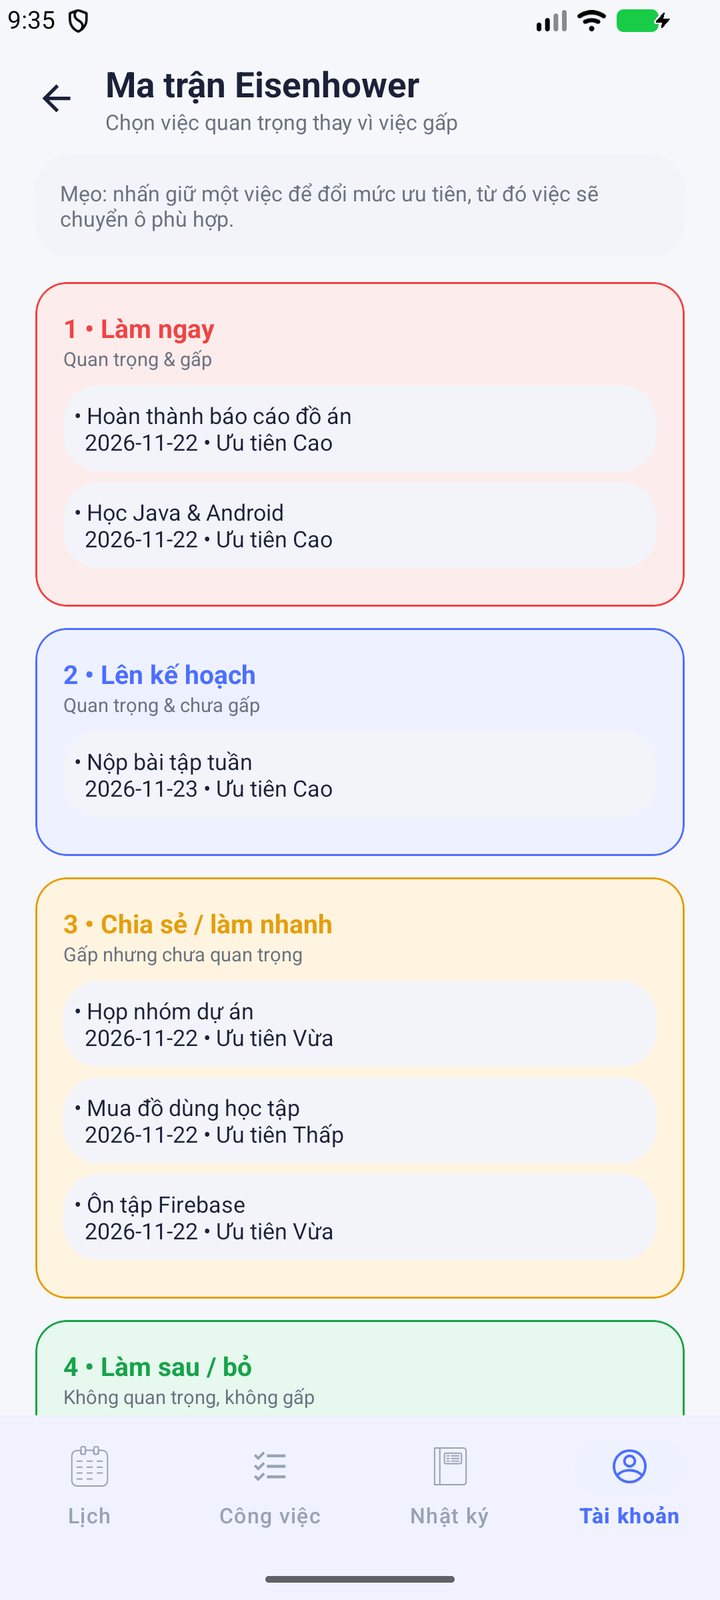 9:35
Ma trận Eisenhower
Chọn việc quan trọng thay vì việc gấp
Mẹo: nhấn giữ một việc để đổi mức ưu tiên, từ đó việc sẽ
chuyển ô phù hợp.
1 • Làm ngay
Quan trọng & gấp
• Hoàn thành báo cáo đồ án
2026-11-22 • Ưu tiên Cao
• Học Java & Android
2026-11-22 • Ưu tiên Cao
2 • Lên kế hoạch
Quan trọng & chưa gấp
• Nộp bài tập tuần
2026-11-23 • Ưu tiên Cao
3 • Chia sẻ / làm nhanh
Gấp nhưng chưa quan trọng
• Họp nhóm dự án
2026-11-22 • Ưu tiên Vừa
• Mua đồ dùng học tập
2026-11-22 • Ưu tiên Thấp
• Ôn tập Firebase
2026-11-22 • Ưu tiên Vừa
4 • Làm sau / bỏ
Không quan trọng, không gấp
Lịch
Công việc
Nhật ký
Tài khoản